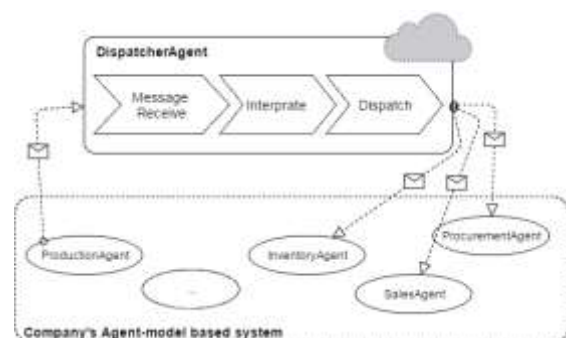 DispatcherAgent
Message
Receive
Interprate
Dispatch
ProductionAgent
InventoryAgent
ProcurementAgent
...
SalesAgent
Company's Agent-model based system